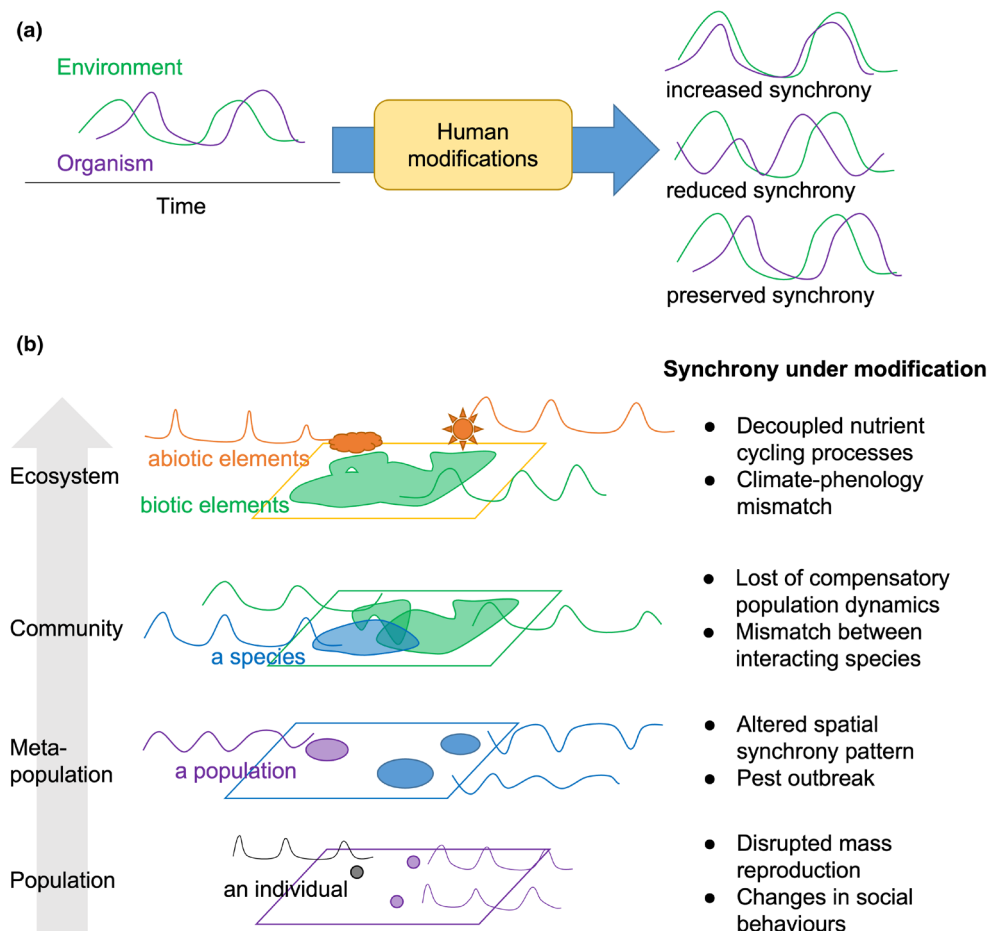 (a)
Environment
Organism
Time
Human
modifications
increased synchrony
reduced synchrony
preserved synchrony
(b)
Synchrony under modification
Ecosystem
abiotic elements
biotic elements
● Decoupled nutrient
cycling processes
● Climate-phenology
mismatch
Community
a species
● Lost of compensatory
population dynamics
● Mismatch between
interacting species
Meta-
population
a population
● Altered spatial
synchrony pattern
● Pest outbreak
Population
an individual
● Disrupted mass
reproduction
● Changes in social
behaviours